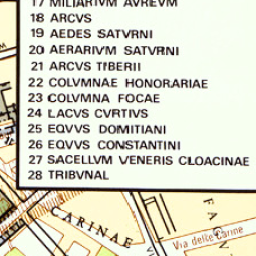 17 MILIARIVM AVREVM
18 ARCVS
19 AEDES SATVRNI
20 AERARIVM SATVRNI
21 ARCVS TIBERII
22 COLVMNAE HONORARIAE
23 COLVMNA FOCAE
24 LACVS CVRTIVS
25 EQVVS DOMITIANI
26 EQVVS CONSTANTINI
27 SACELLVM VENERIS CLOACINAE
28 TRIBVNAL
CARINAE
FA
Via delle Carine